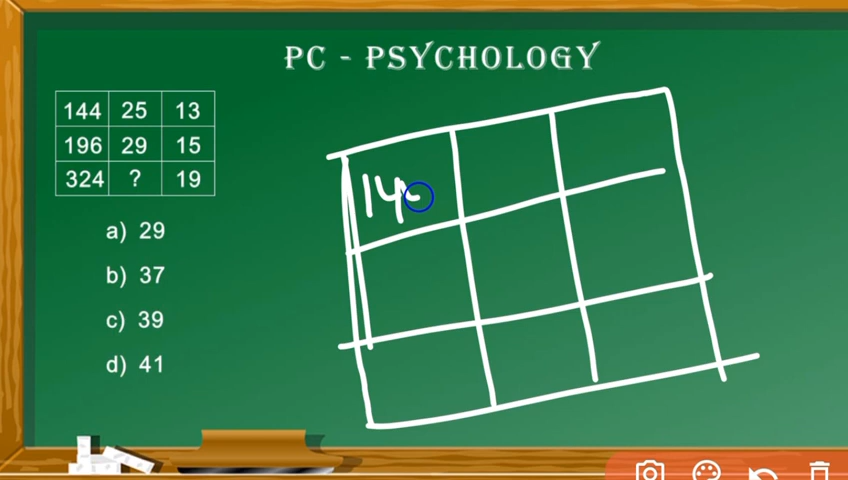 PC - PSYCHOLOGY
144 25 13
196 29 15
324 ? 19
a) 29
b) 37
c) 39
d) 41
14